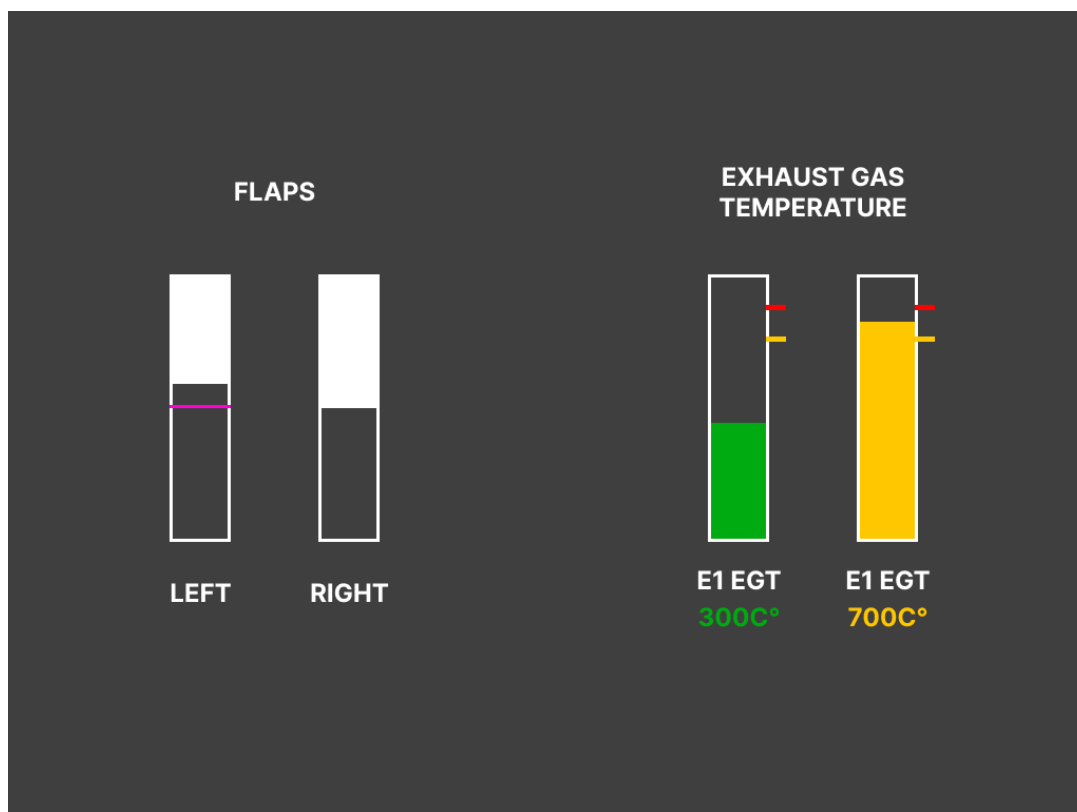 FLAPS
EXHAUST GAS
TEMPERATURE
LEFT
RIGHT
E1 EGT
300C°
E1 EGT
700C°